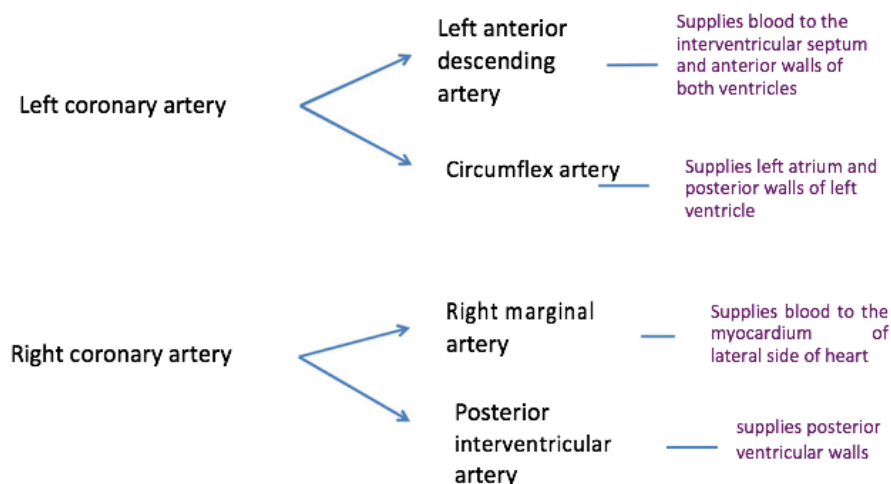 Left coronary artery
Left anterior
descending
artery
Supplies blood to the
interventricular septum
and anterior walls of
both ventricles
Circumflex artery
Supplies left atrium and
posterior walls of left
ventricle
Right coronary artery
Right marginal
artery
Supplies blood to the
myocardium of
lateral side of heart
Posterior
interventricular
artery
supplies posterior
ventricular walls